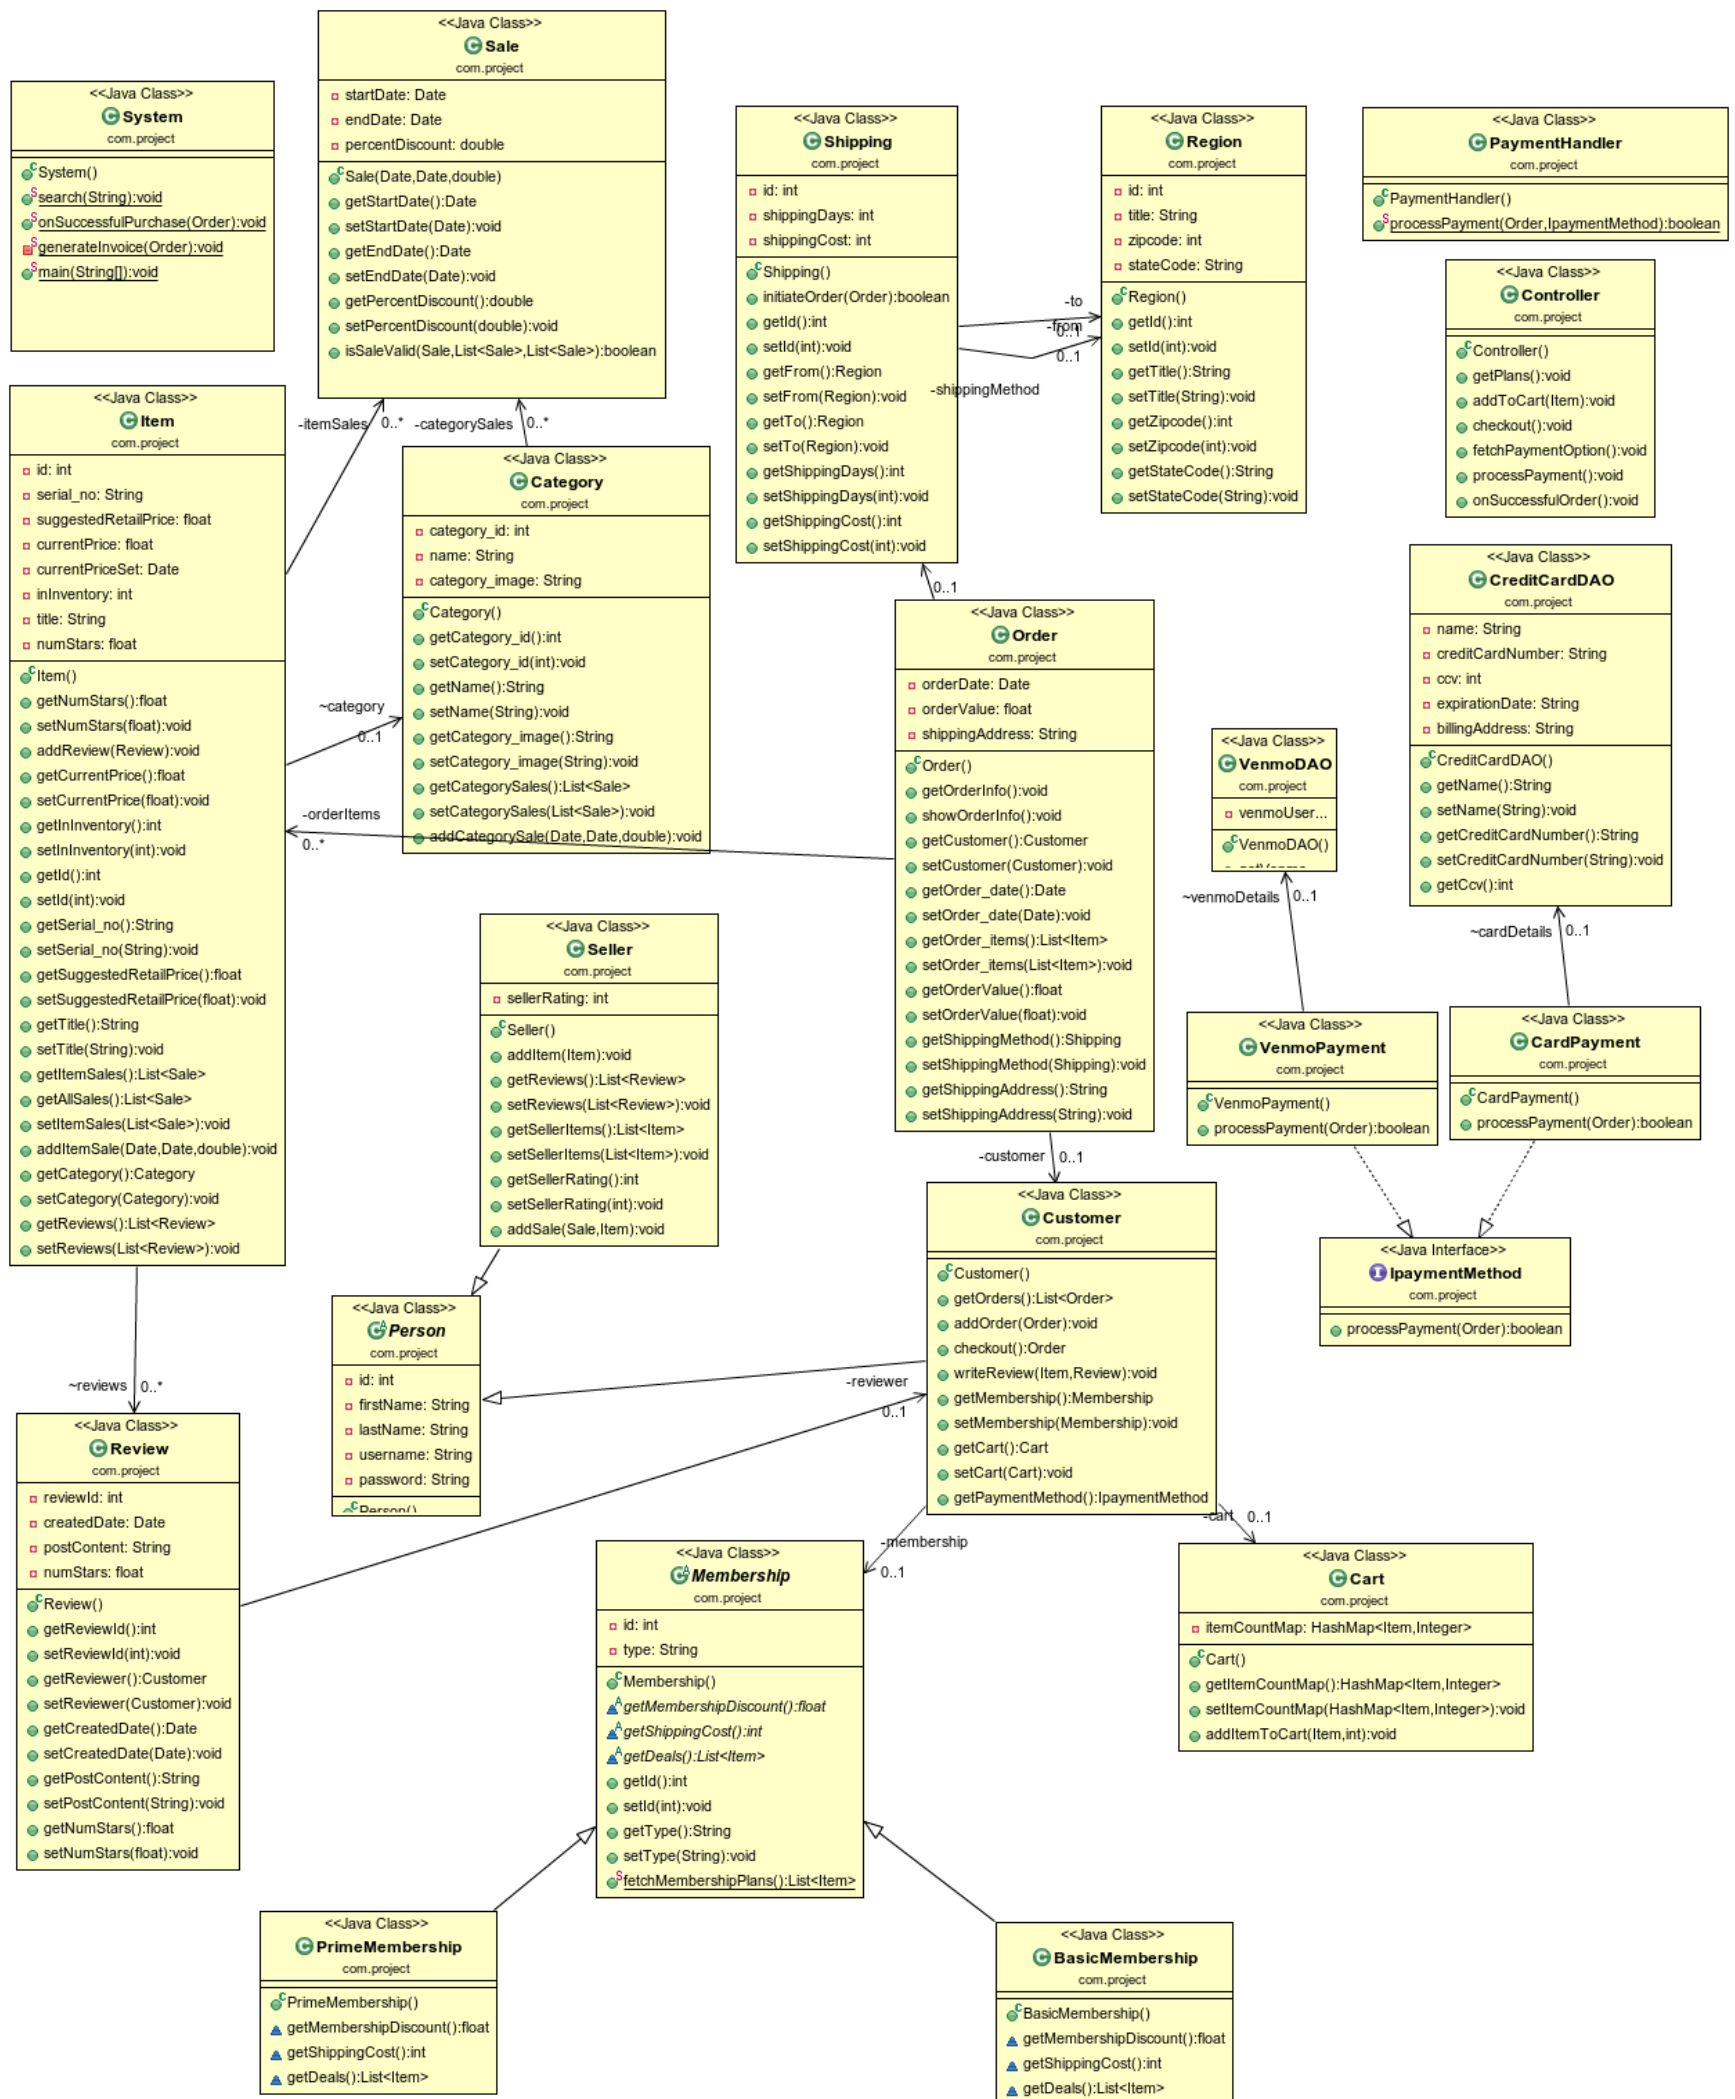 <<Java Class>>
System
com.project
System()
search(String):void
onSuccessfulPurchase(Order):void
generateInvoice(Order):void
main(String[]):void
<<Java Class>>
Sale
com.project
startDate: Date
endDate: Date
percentDiscount: double
Sale(Date,Date,double)
getStartDate():Date
setStartDate(Date):void
getEndDate():Date
setEndDate(Date):void
getPercentDiscount():double
setPercentDiscount(double):void
isSaleValid(Sale,List<Sale>,List<Sale>):boolean
<<Java Class>>
Shipping
com.project
id: int
shippingDays: int
shippingCost: int
Shipping()
initiateOrder(Order):boolean
getId():int
setId(int):void
getFrom():Region
setFrom(Region):void
getTo():Region
setTo(Region):void
getShippingDays():int
setShippingDays(int):void
getShippingCost():int
setShippingCost(int):void
-to
0..1
-from
0..1
-shippingMethod
0..1
<<Java Class>>
Region
com.project
id: int
title: String
zipcode: int
stateCode: String
Region()
getId():int
setId(int):void
getTitle():String
setTitle(String):void
getZipcode():int
setZipcode(int):void
getStateCode():String
setStateCode(String):void
<<Java Class>>
PaymentHandler
com.project
PaymentHandler()
processPayment(Order,IpaymentMethod):boolean
<<Java Class>>
Controller
com.project
Controller()
getPlans():void
addToCart(Item):void
checkout():void
fetchPaymentOption():void
processPayment():void
onSuccessfulOrder():void
<<Java Class>>
Item
com.project
id: int
serial_no: String
suggestedRetailPrice: float
currentPrice: float
currentPriceSet: Date
inInventory: int
title: String
numStars: float
Item()
getNumStars():float
setNumStars(float):void
addReview(Review):void
getCurrentPrice():float
setCurrentPrice(float):void
getInInventory():int
setInInventory(int):void
getId():int
setId(int):void
getSerial_no():String
setSerial_no(String):void
getSuggestedRetailPrice():float
setSuggestedRetailPrice(float):void
getTitle():String
setTitle(String):void
getItemSales():List<Sale>
getAllSales():List<Sale>
setItemSales(List<Sale>):void
addItemSale(Date,Date,double):void
getCategory():Category
setCategory(Category):void
getReviews():List<Review>
setReviews(List<Review>):void
-itemSales
0..*
-categorySales
0..*
<<Java Class>>
Category
com.project
category_id: int
name: String
category_image: String
Category()
getCategory_id():int
setCategory_id(int):void
getName():String
setName(String):void
getCategory_image():String
setCategory_image(String):void
getCategorySales():List<Sale>
setCategorySales(List<Sale>):void
addCategorySale(Date,Date,double):void
~category
0..1
-orderItems
0..*
<<Java Class>>
Order
com.project
orderDate: Date
orderValue: float
shippingAddress: String
Order()
getOrderInfo():void
showOrderInfo():void
getCustomer():Customer
setCustomer(Customer):void
getOrder_date():Date
setOrder_date(Date):void
getOrder_items():List<Item>
setOrder_items(List<Item>):void
getOrderValue():float
setOrderValue(float):void
getShippingMethod():Shipping
setShippingMethod(Shipping):void
getShippingAddress():String
setShippingAddress(String):void
<<Java Class>>
VenmoDAO
com.project
venmoUser...
VenmoDAO()
<<Java Class>>
CreditCardDAO
com.project
name: String
creditCardNumber: String
ccv: int
expirationDate: String
billingAddress: String
CreditCardDAO()
getName():String
setName(String):void
getCreditCardNumber():String
setCreditCardNumber(String):void
getCcv():int
~venmoDetails
0..1
~cardDetails
0..1
<<Java Class>>
Seller
com.project
sellerRating: int
Seller()
addItem(Item):void
getReviews():List<Review>
setReviews(List<Review>):void
getSellerItems():List<Item>
setSellerItems(List<Item>):void
getSellerRating():int
setSellerRating(int):void
addSale(Sale,Item):void
<<Java Class>>
VenmoPayment
com.project
VenmoPayment()
processPayment(Order):boolean
<<Java Class>>
CardPayment
com.project
CardPayment()
processPayment(Order):boolean
-customer
0..1
<<Java Class>>
Customer
com.project
Customer()
getOrders():List<Order>
addOrder(Order):void
checkout():Order
writeReview(Item,Review):void
getMembership():Membership
setMembership(Membership):void
getCart():Cart
setCart(Cart):void
getPaymentMethod():IpaymentMethod
<<Java Interface>>
IpaymentMethod
com.project
processPayment(Order):boolean
<<Java Class>>
Person
com.project
id: int
firstName: String
lastName: String
username: String
password: String
Person()
-reviewer
0..1
~reviews
0..*
<<Java Class>>
Review
com.project
reviewId: int
createdDate: Date
postContent: String
numStars: float
Review()
getReviewId():int
setReviewId(int):void
getReviewer():Customer
setReviewer(Customer):void
getCreatedDate():Date
setCreatedDate(Date):void
getPostContent():String
setPostContent(String):void
getNumStars():float
setNumStars(float):void
-membership
0..1
-cart
0..1
<<Java Class>>
Membership
com.project
id: int
type: String
Membership()
getMembershipDiscount():float
getShippingCost():int
getDeals():List<Item>
getId():int
setId(int):void
getType():String
setType(String):void
fetchMembershipPlans():List<Item>
<<Java Class>>
Cart
com.project
itemCountMap: HashMap<Item,Integer>
Cart()
getItemCountMap():HashMap<Item,Integer>
setItemCountMap(HashMap<Item,Integer>):void
addItemToCart(Item,int):void
<<Java Class>>
PrimeMembership
com.project
PrimeMembership()
getMembershipDiscount():float
getShippingCost():int
getDeals():List<Item>
<<Java Class>>
BasicMembership
com.project
BasicMembership()
getMembershipDiscount():float
getShippingCost():int
getDeals():List<Item>